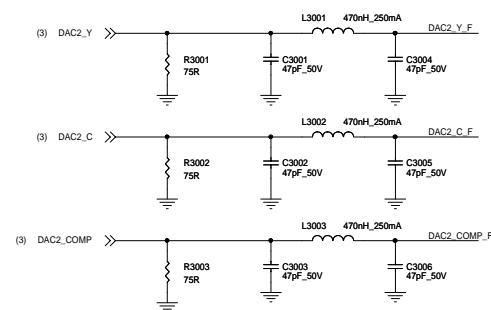 L3001 470nH_250mA
(3) DAC2_Y DAC2_Y_F
R3001 C3001 C3004
75R 47pF_50V 47pF_50V
L3002 470nH_250mA
(3) DAC2_C DAC2_C_F
R3002 C3002 C3005
75R 47pF_50V 47pF_50V
L3003 470nH_250mA
(3) DAC2_COMP DAC2_COMP_F
R3003 C3003 C3006
75R 47pF_50V 47pF_50V